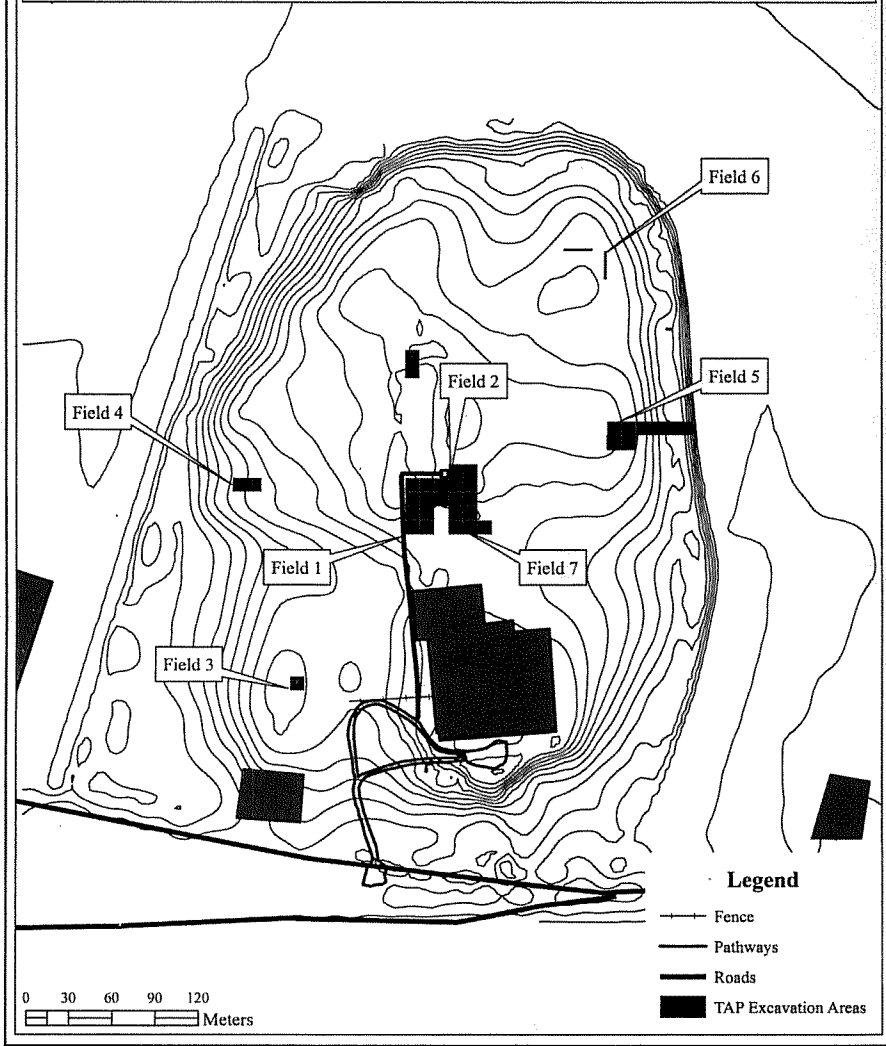 Field 6
Field 5
Field 2
Field 4
Field 1
Field 7
Field 3
Legend
Fence
Pathways
Roads
TAP Excavation Areas
0 30 60 90 120
Meters